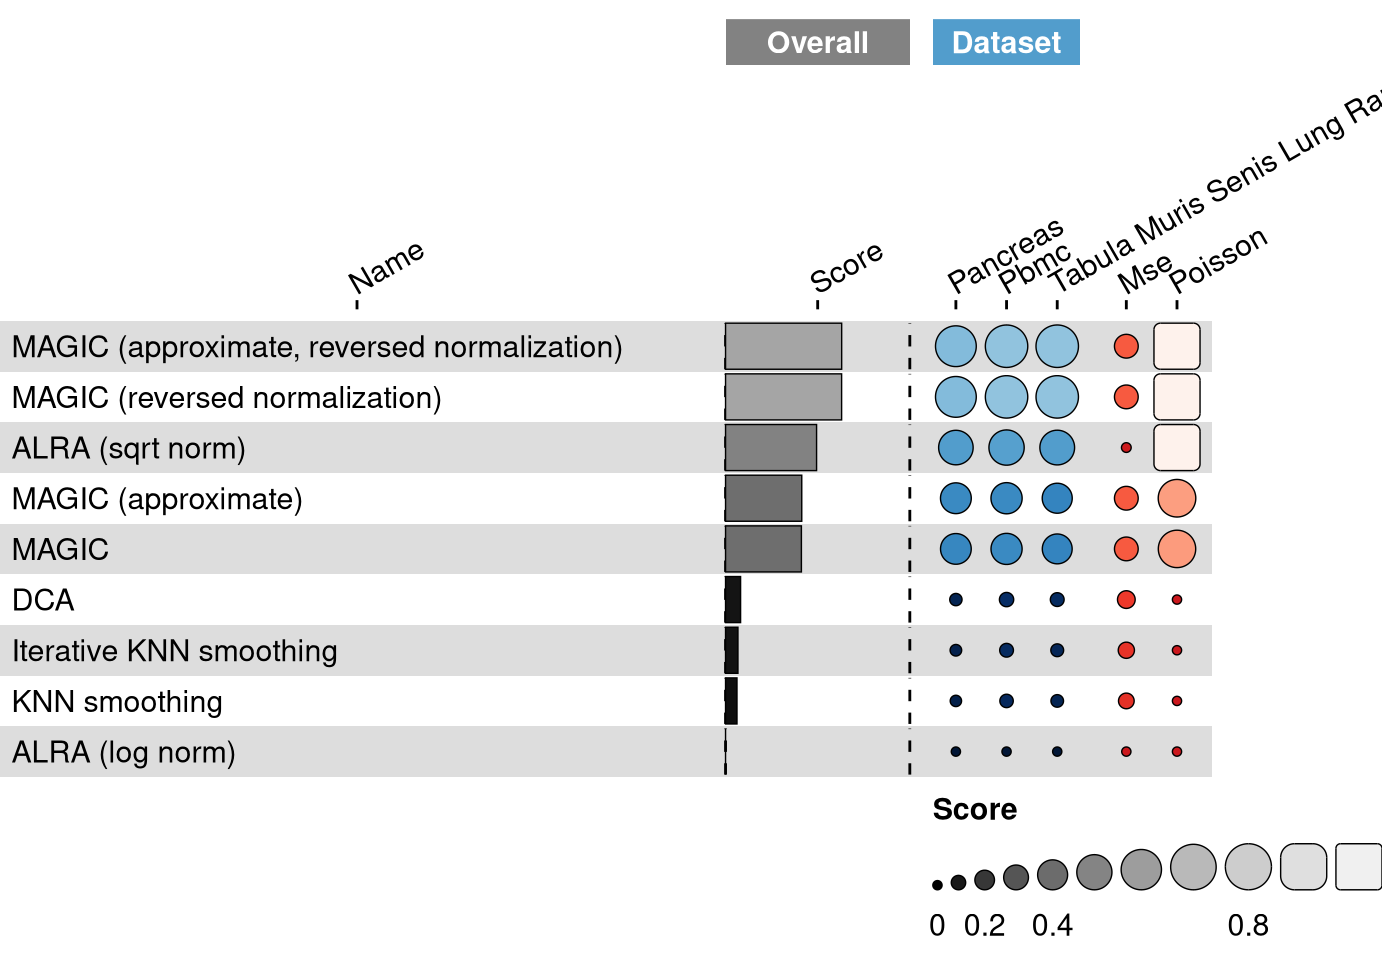 Overall
Dataset
Name
Score
Pancreas
Pbmc
Tabula Muris Senis Lung
Mse
Poisson
MAGIC (approximate, reversed normalization)
MAGIC (reversed normalization)
ALRA (sqrt norm)
MAGIC (approximate)
MAGIC
DCA
Iterative KNN smoothing
KNN smoothing
ALRA (log norm)
Score
0 0.2 0.4 0.8